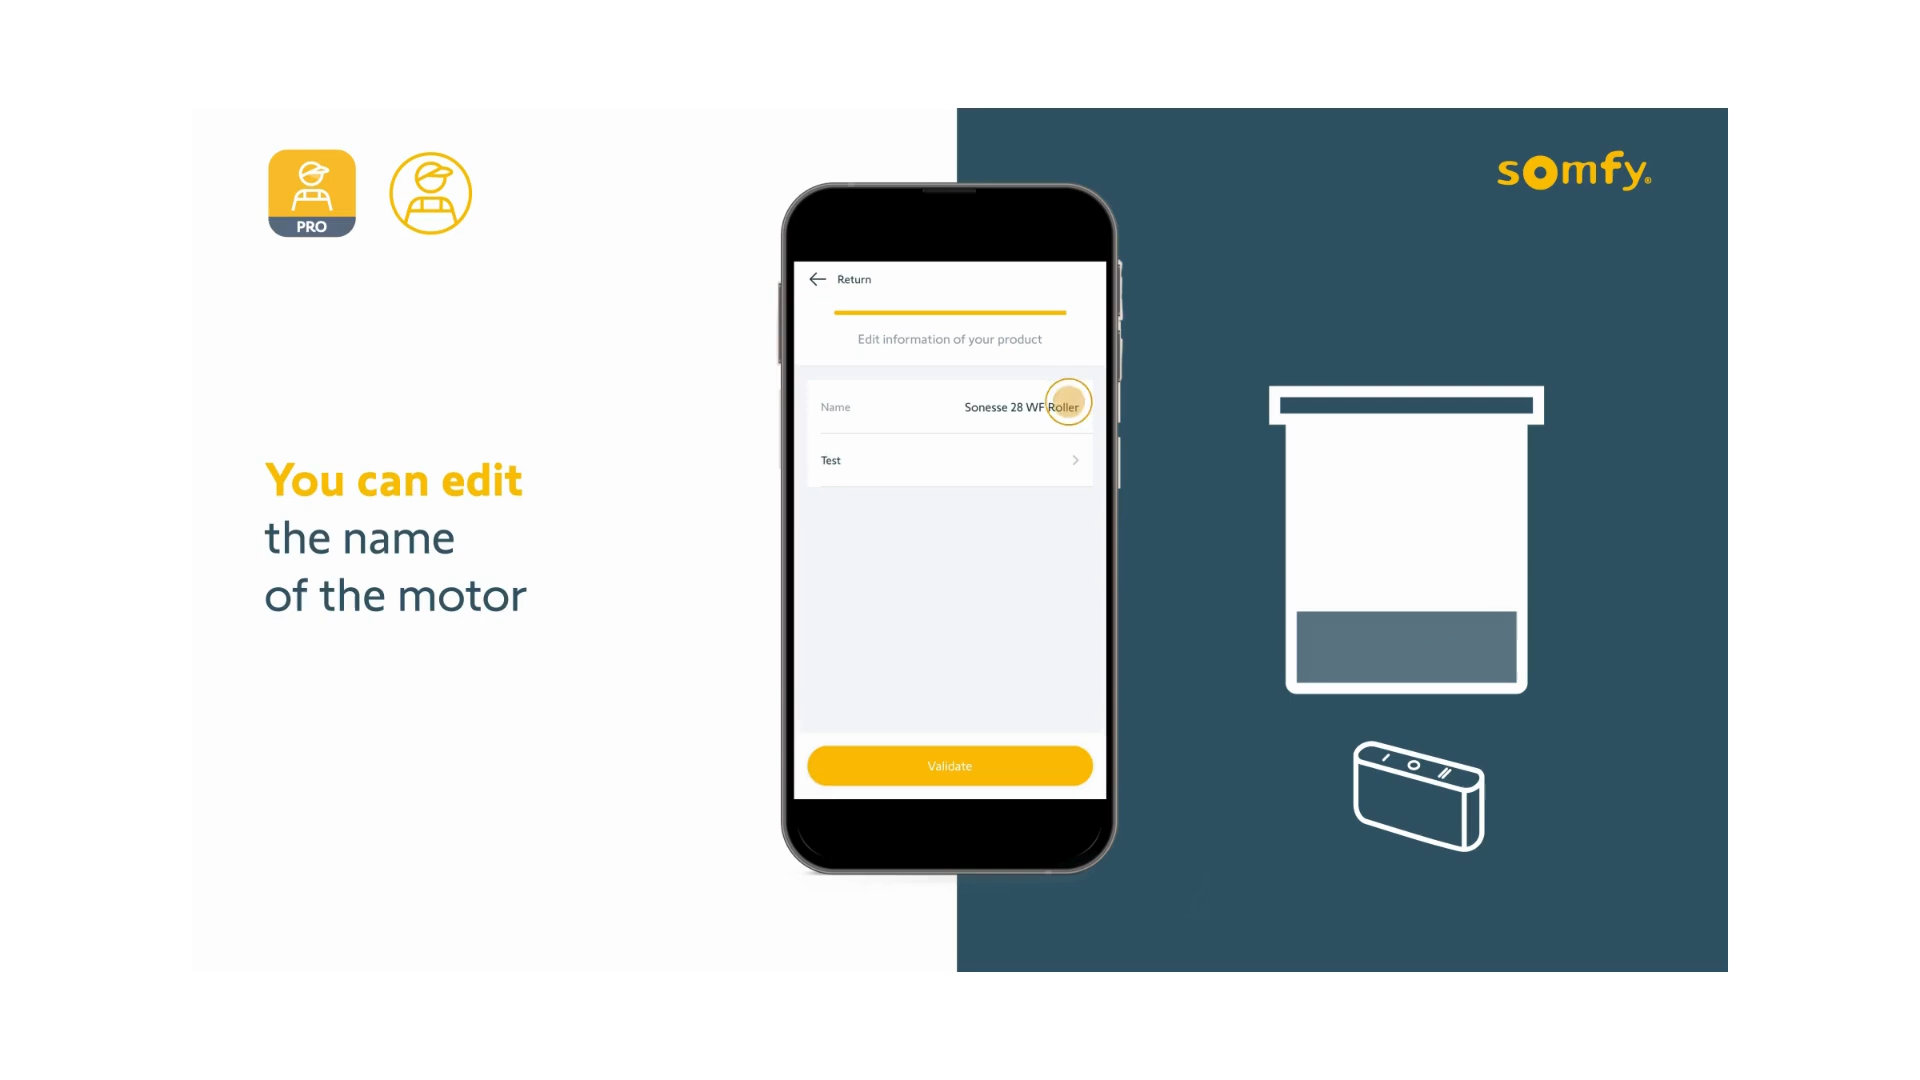 PRO
somfy®
You can edit
the name
of the motor
Return
Edit information of your product
Name Sonesse 28 WF Roller
Test
Validate